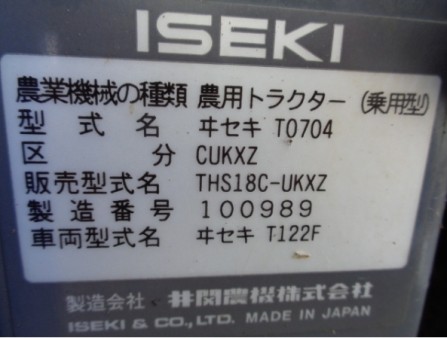 ISEKI
農業機械の種類 農用トラクター (乗用型)
型式名 ヰセキ T0704
区分 CUKXZ
販売型式名 THS18C-UKXZ
製造番号 100989
車両型式名 ヰセキ T122F
製造会社 井関農機株式会社
ISEKI & CO., LTD. MADE IN JAPAN